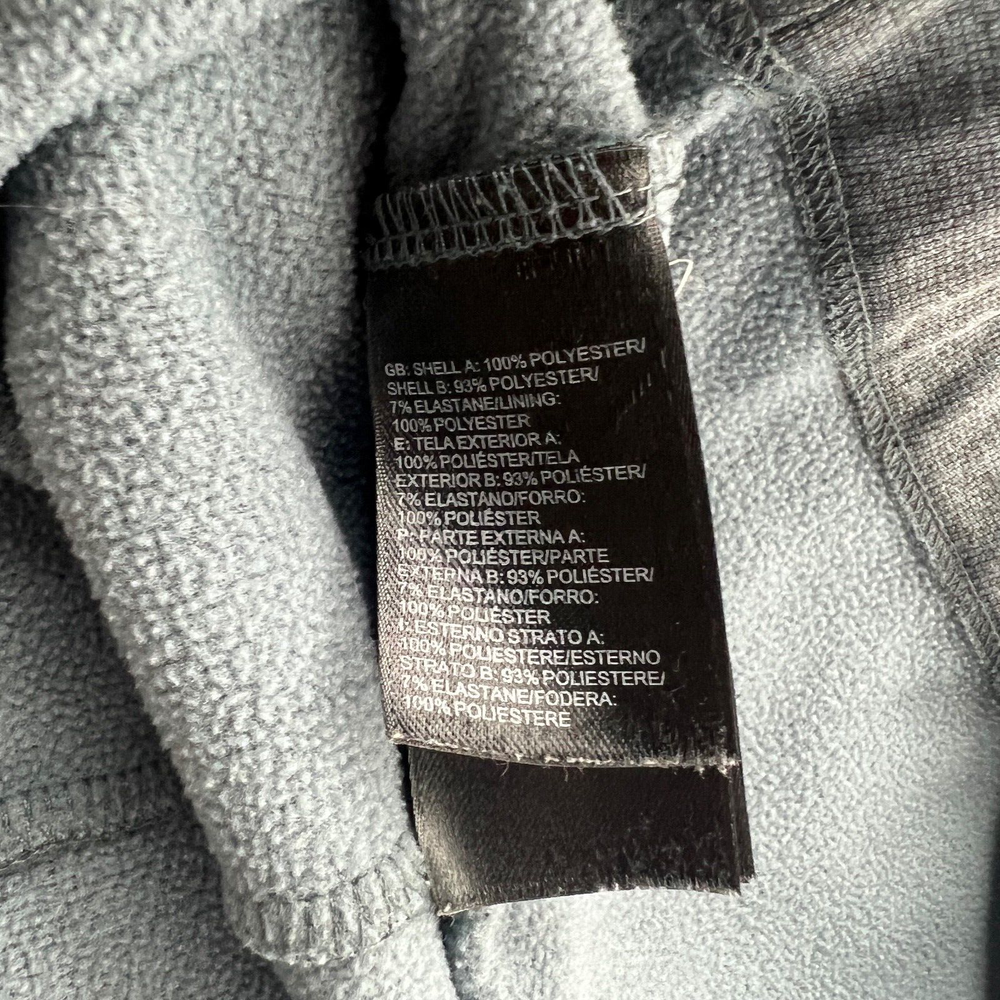 GB: SHELL A: 100% POLYESTER/
SHELL B: 93% POLYESTER/
7% ELASTANE/LINING:
100% POLYESTER
E: TELA EXTERIOR A:
100% POLIÉSTER/TELA
EXTERIOR B: 93% POLIÉSTER/
7% ELASTANO/FORRO:
100% POLIÉSTER
P: PARTE EXTERNA A:
100% POLIÉSTER/PARTE
EXTERNA B: 93% POLIÉSTER/
7% ELASTANO/FORRO:
100% POLIÉSTER
I: ESTERNO STRATO A:
100% POLIESTERE/ESTERNO
STRATO B: 93% POLIESTERE/
7% ELASTANE/FODERA:
100% POLIESTERE